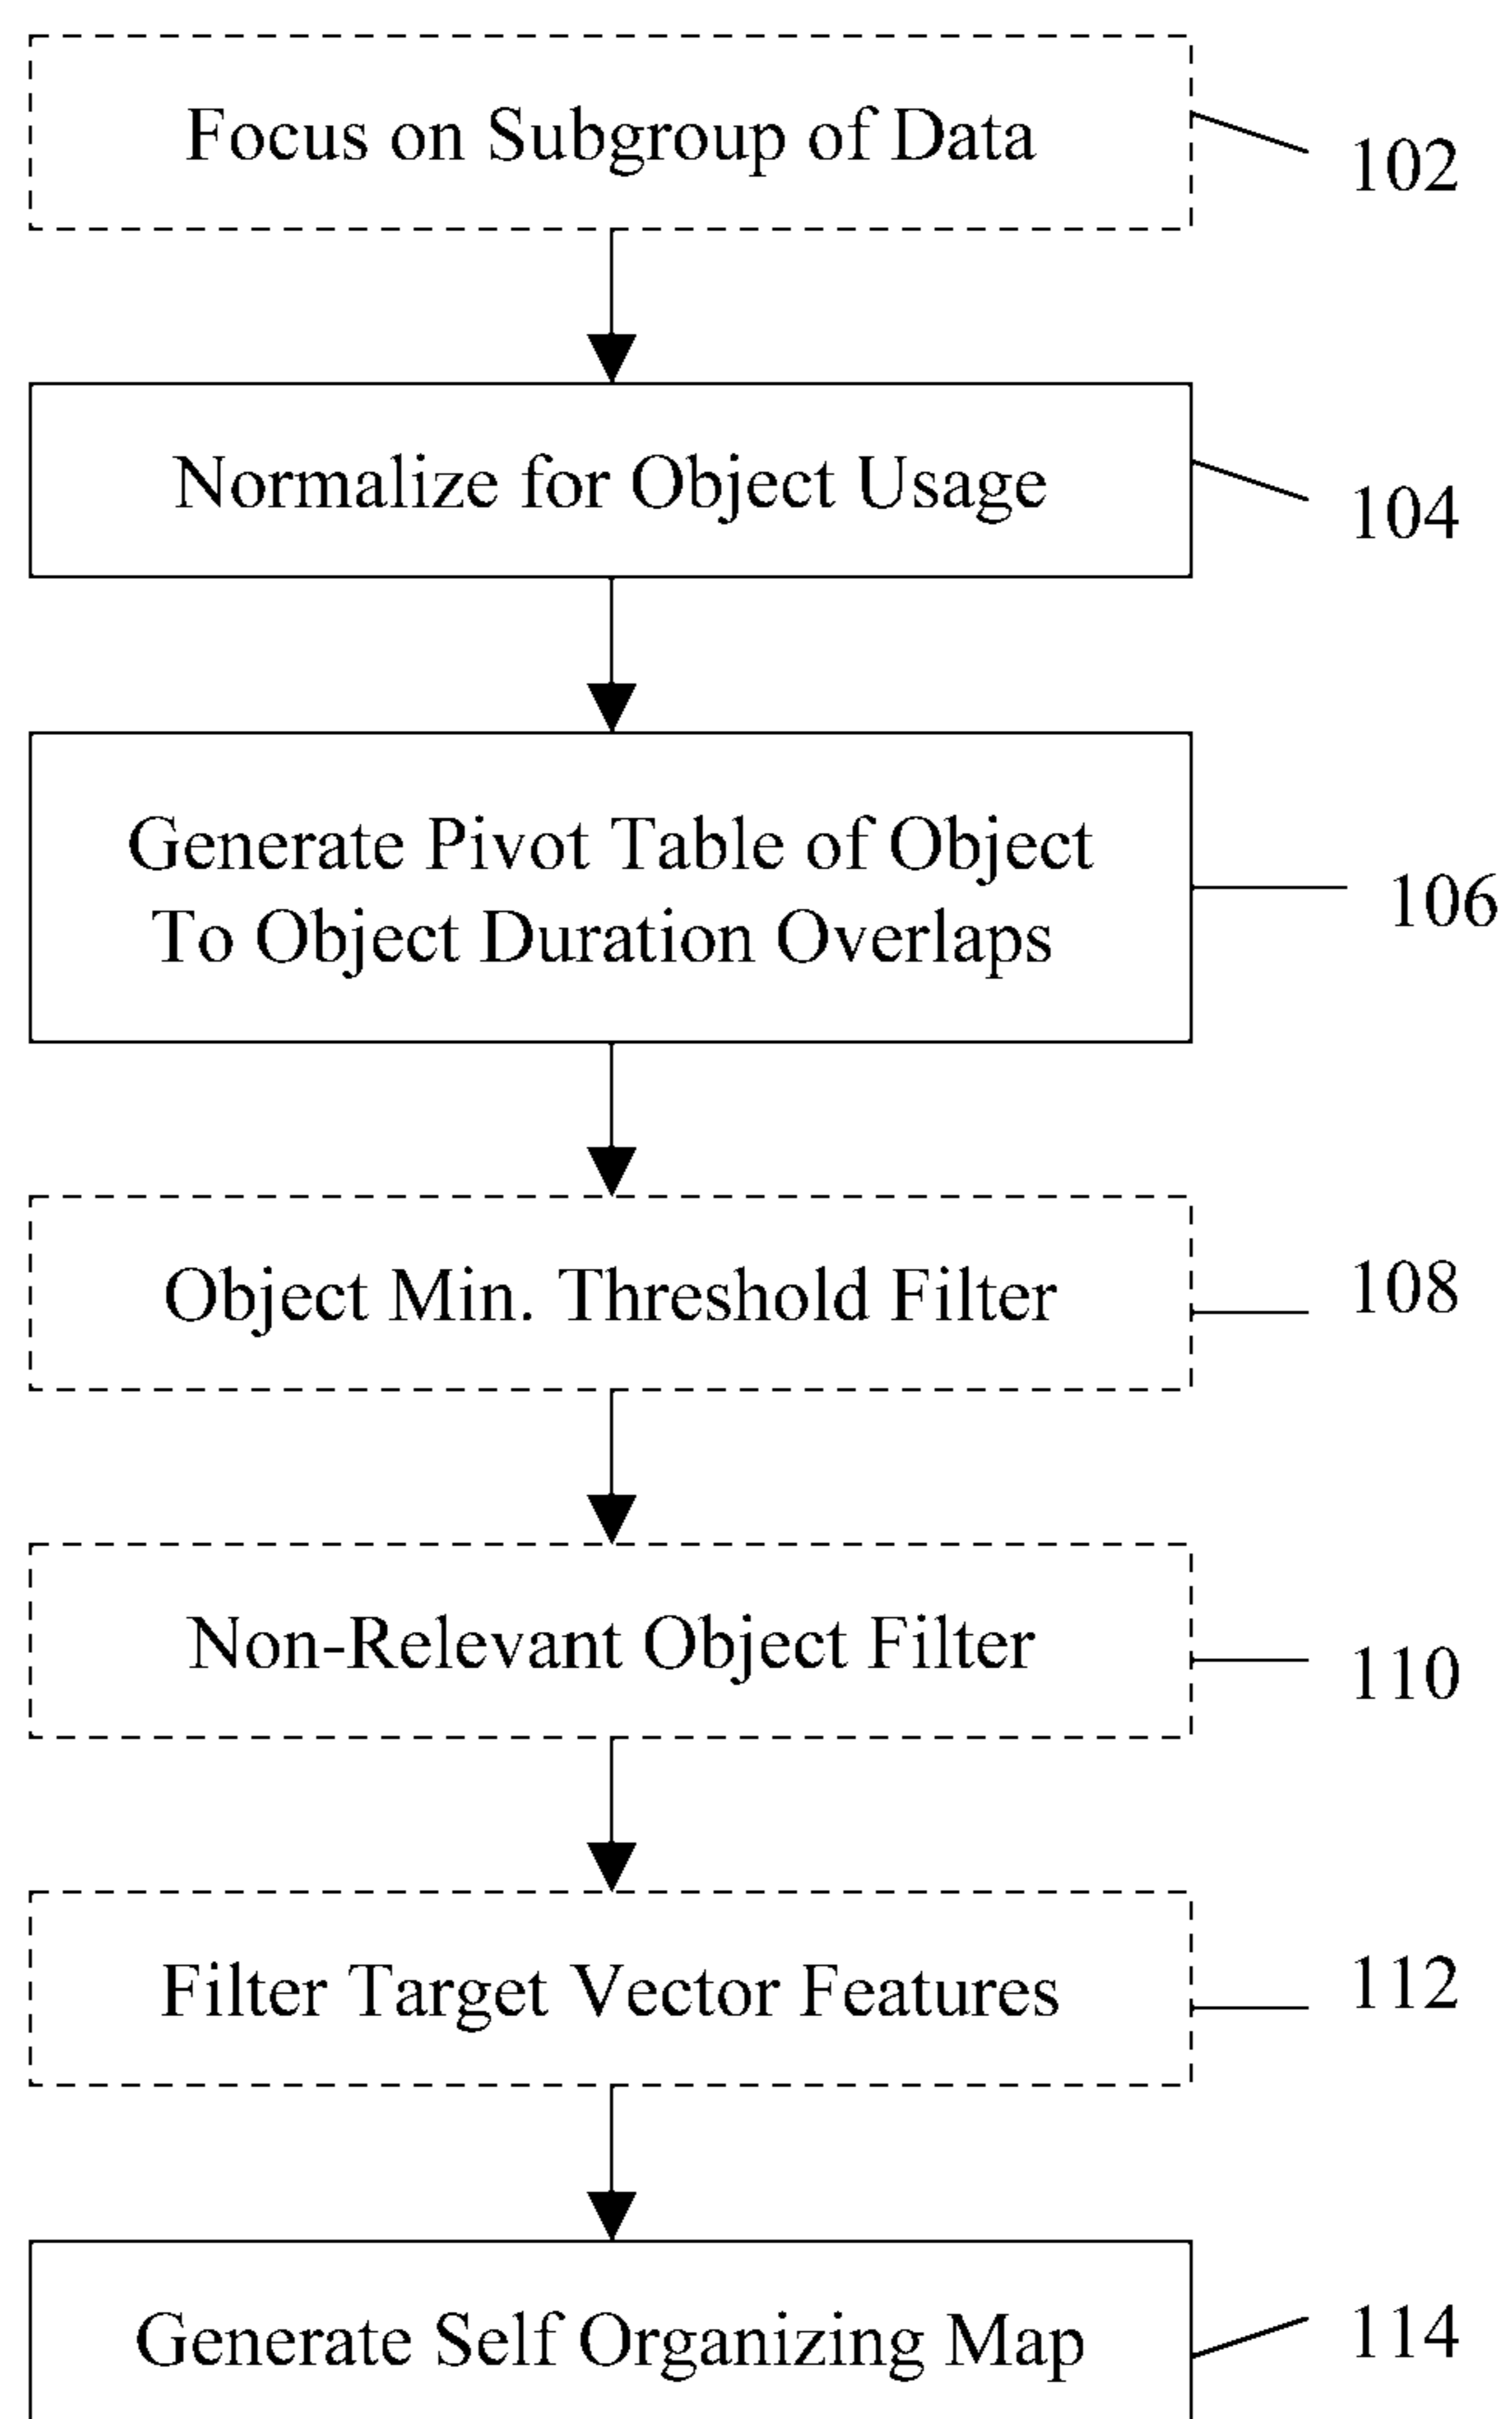 Focus on Subgroup of Data
102
Normalize for Object Usage
104
Generate Pivot Table of Object
To Object Duration Overlaps
106
Object Min. Threshold Filter
108
Non-Relevant Object Filter
110
Filter Target Vector Features
112
Generate Self Organizing Map
114